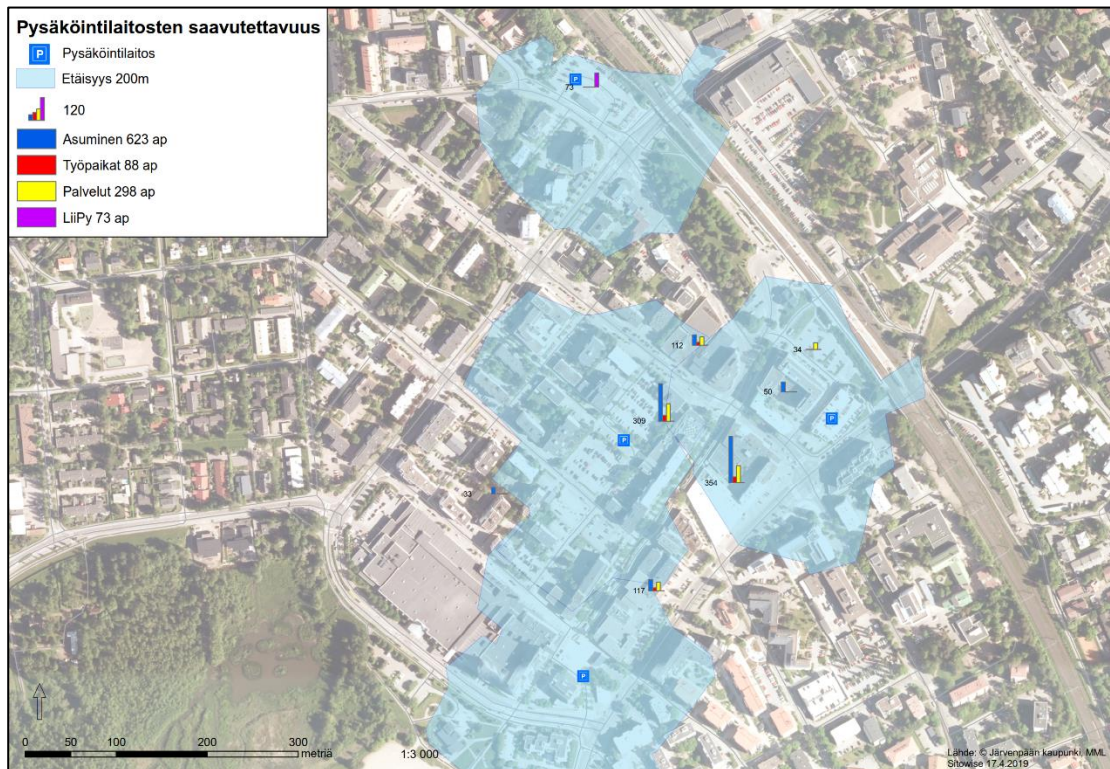 Pysäköintilaitosten saavutettavuus
P Pysäköintilaitos
Etäisyys 200m
120
Asuminen 623 ap
Työpaikat 88 ap
Palvelut 298 ap
LiiPy 73 ap
P
73
112
34
50
309
P
P
354
33
117
P
0 50 100 200 300
metriä
1:3 000
Lähde: © Järvenpään kaupunki, MML
Sitowise 17.4.2019